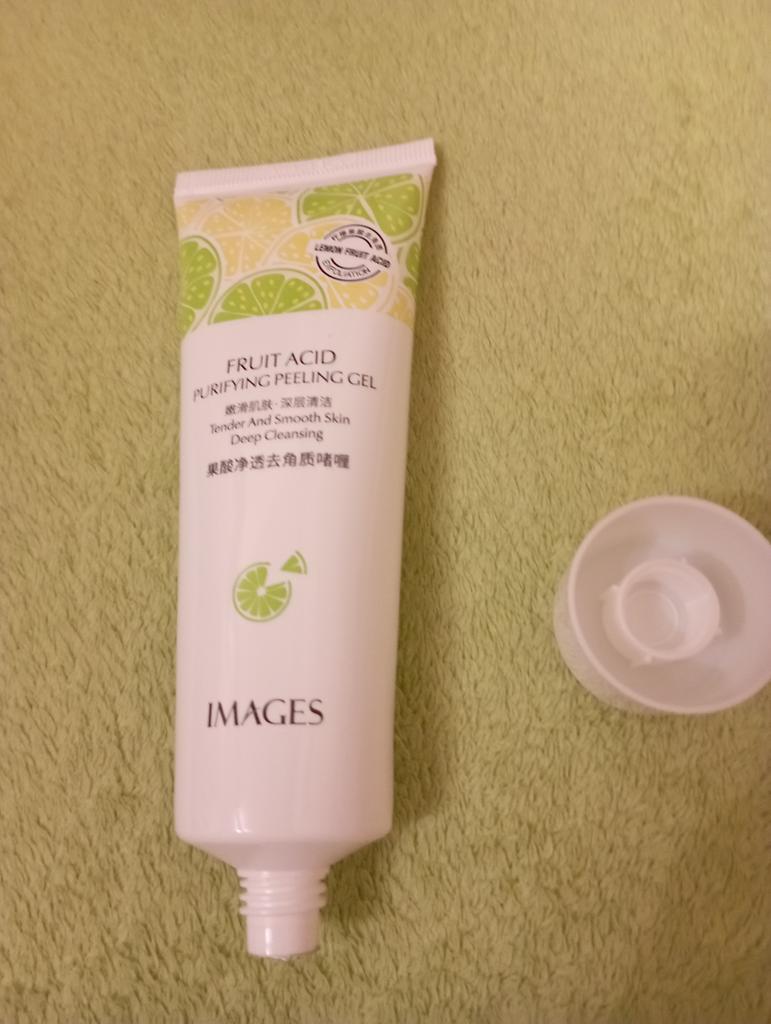 LEMON FRUIT ACID
EXFOLIATION
FRUIT ACID
PURIFYING PEELING GEL
嫩滑肌肤·深层清洁
Tender And Smooth Skin
Deep Cleansing
果酸净透去角质啫喱
IMAGES